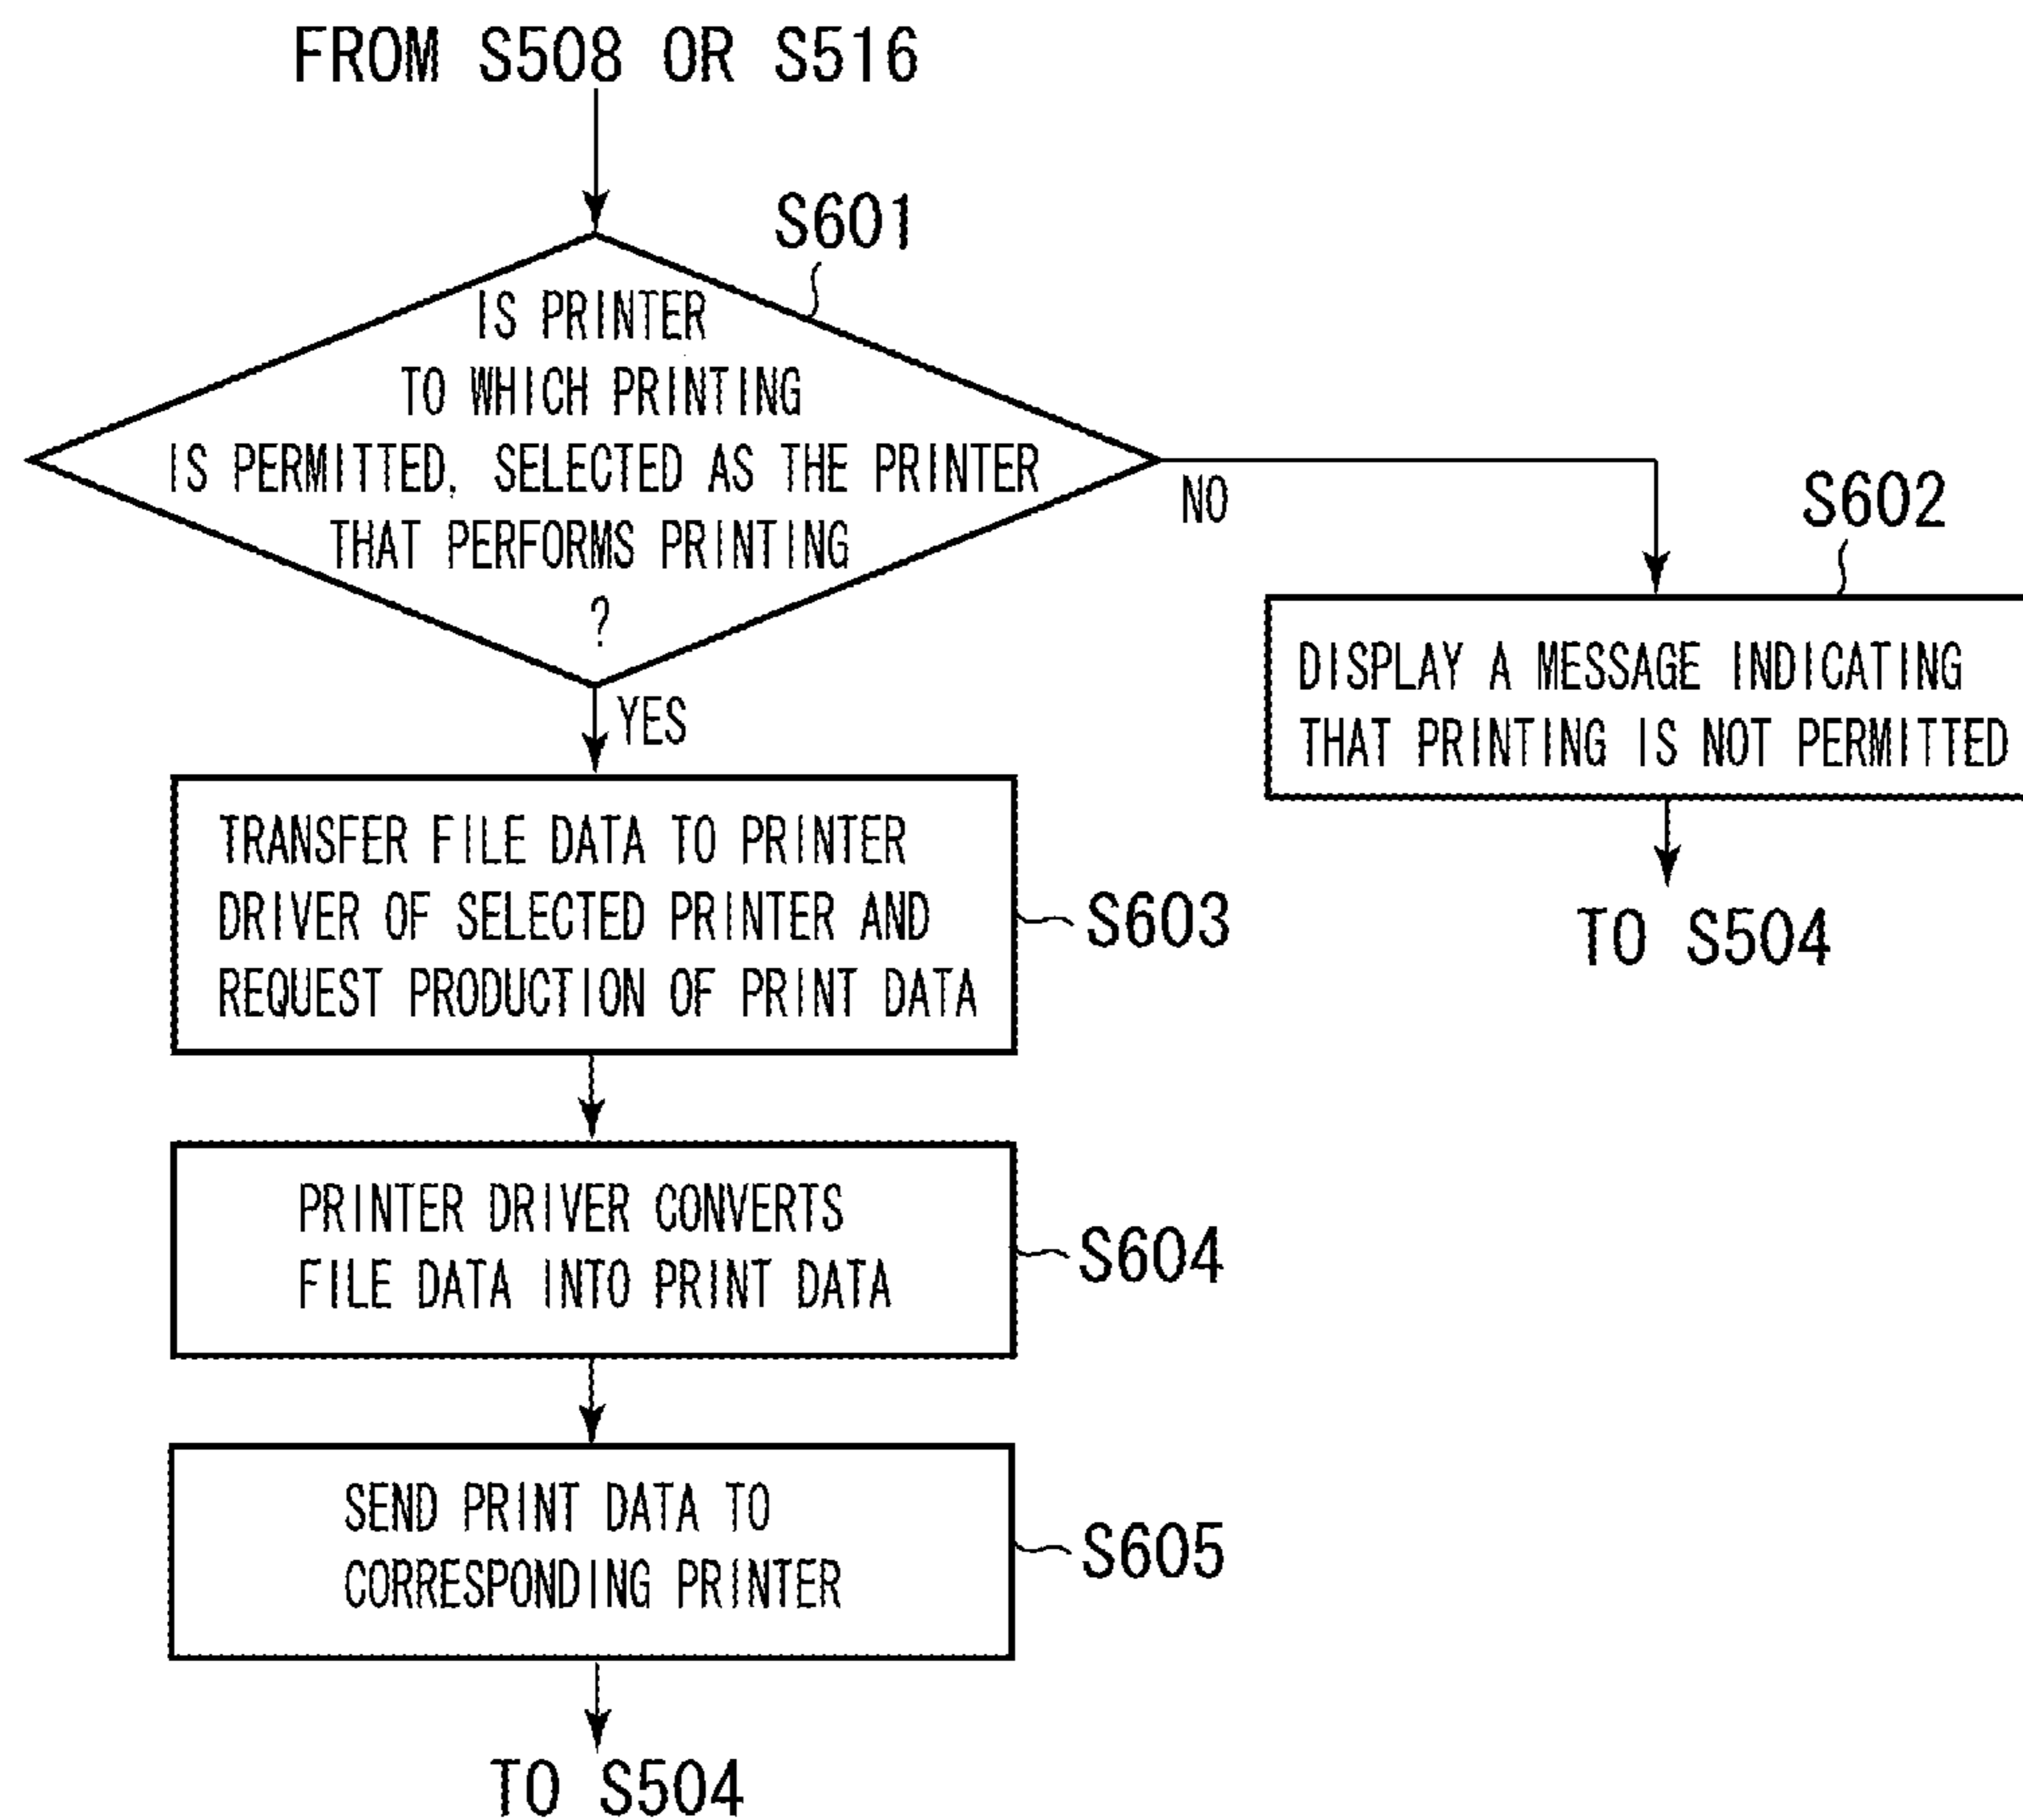 FROM S508 OR S516
S601
IS PRINTER
TO WHICH PRINTING
IS PERMITTED, SELECTED AS THE PRINTER
THAT PERFORMS PRINTING
?
NO
YES
S602
DISPLAY A MESSAGE INDICATING
THAT PRINTING IS NOT PERMITTED
TO S504
TRANSFER FILE DATA TO PRINTER
DRIVER OF SELECTED PRINTER AND
REQUEST PRODUCTION OF PRINT DATA
S603
PRINTER DRIVER CONVERTS
FILE DATA INTO PRINT DATA
S604
SEND PRINT DATA TO
CORRESPONDING PRINTER
S605
TO S504